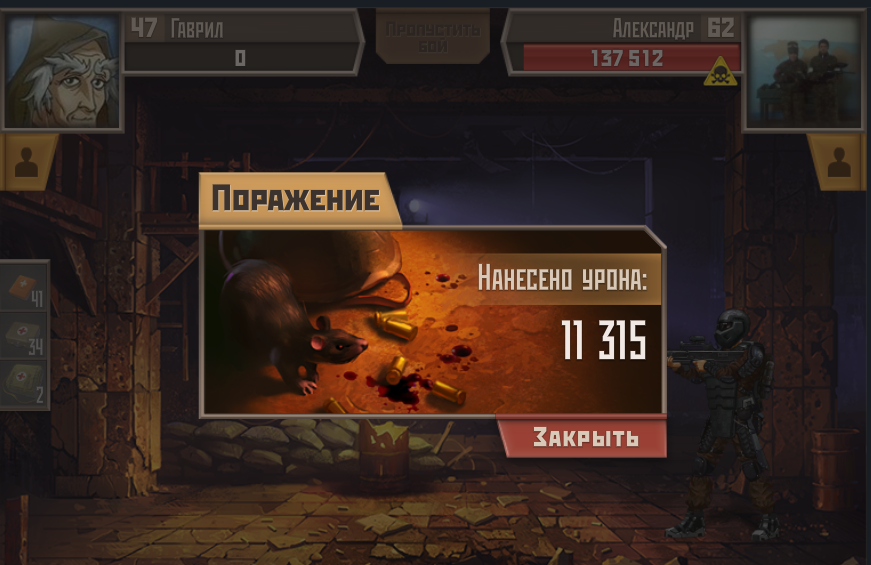 47 Гаврил
Пропустить
бой
Александр 62
0
137 512
Поражение
Нанесено урона:
11 315
41
34
2
Закрыть